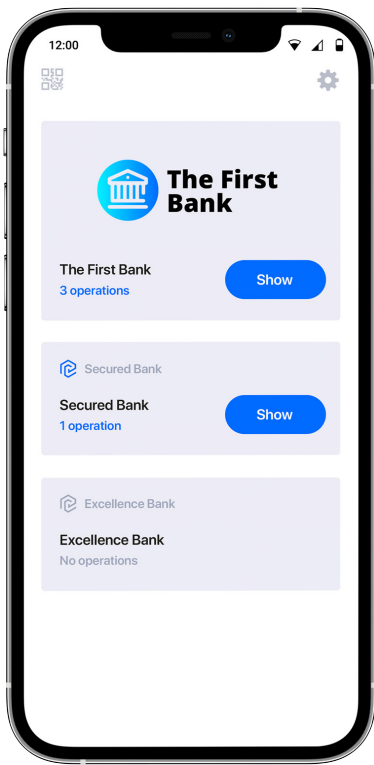 12:00
The First
Bank
The First Bank
3 operations
Show
Secured Bank
Secured Bank
1 operation
Show
Excellence Bank
Excellence Bank
No operations